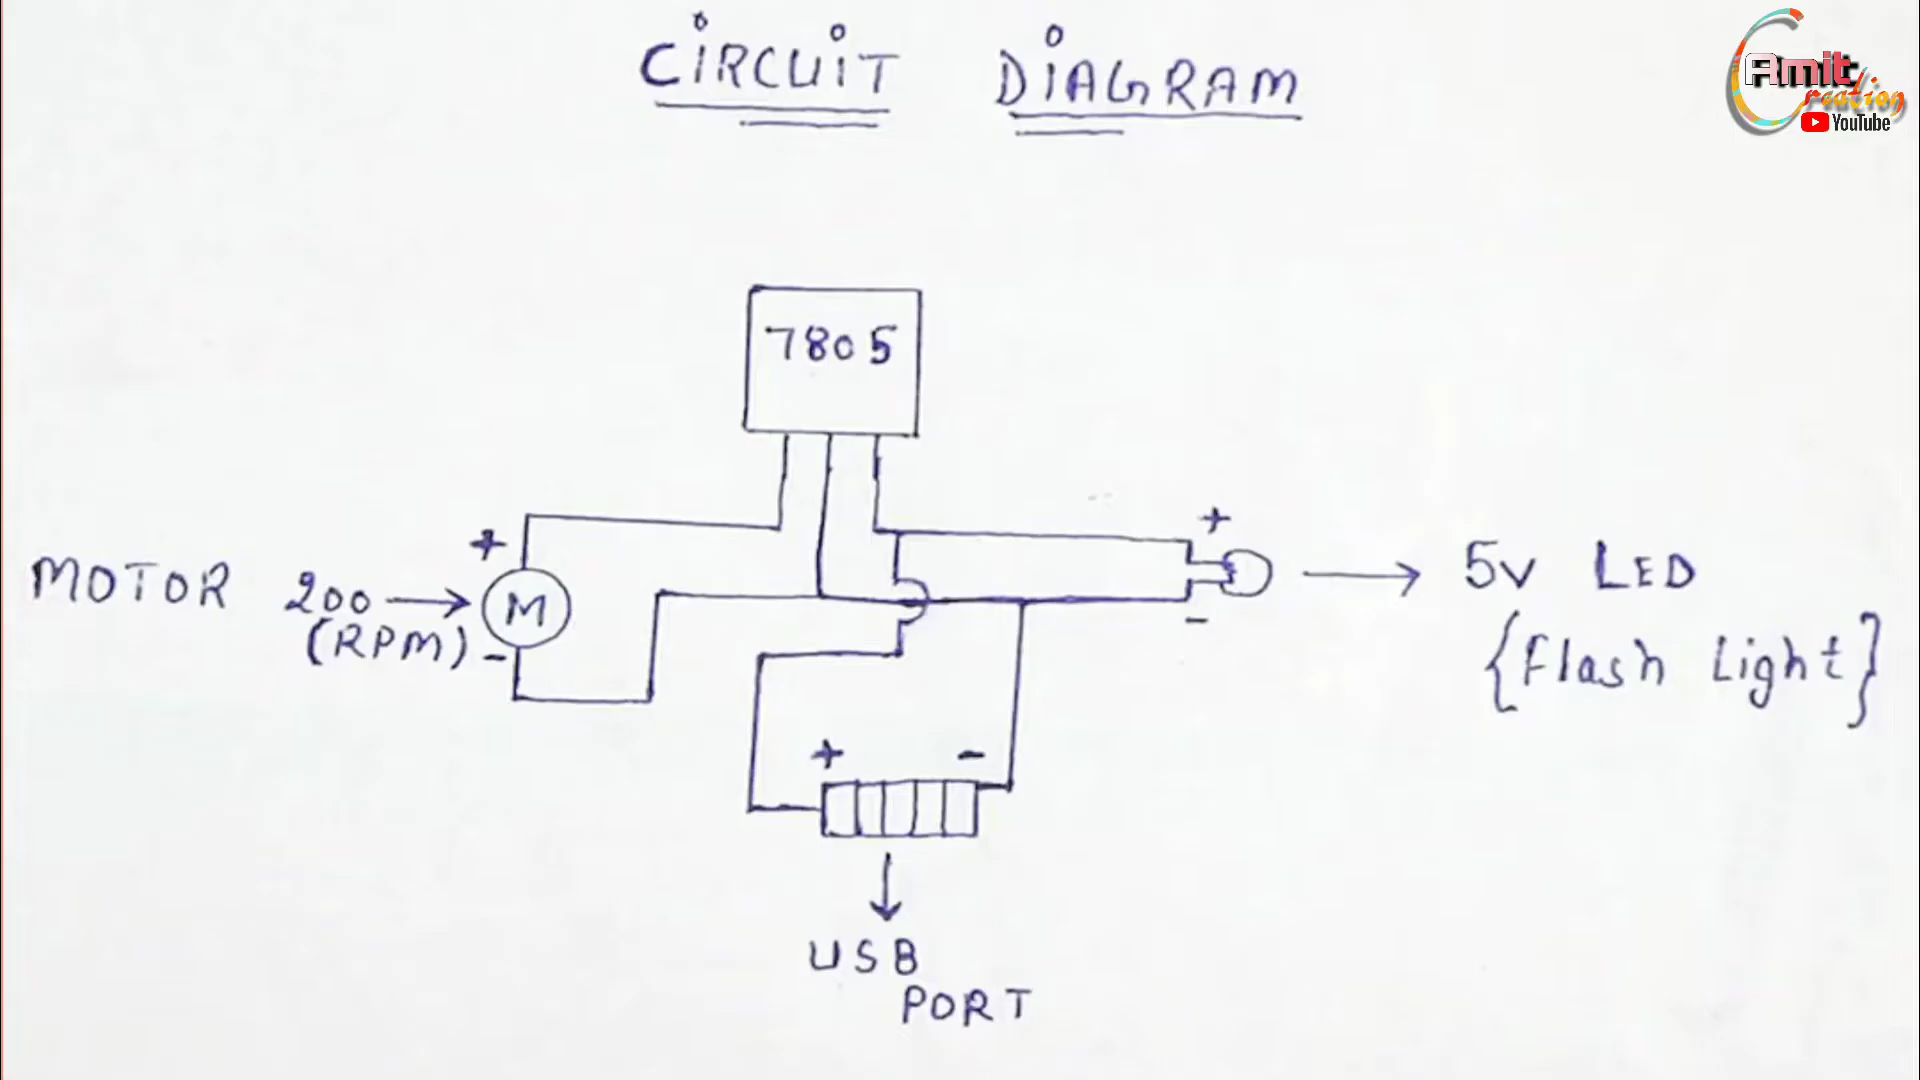 CiRCUiT DiAGRAM
Amit
Creation
YouTube
7805
+
+
MOTOR 200
(RPM)
M
-
-
5V LED
{Flash Light}
+ -
USB
PORT